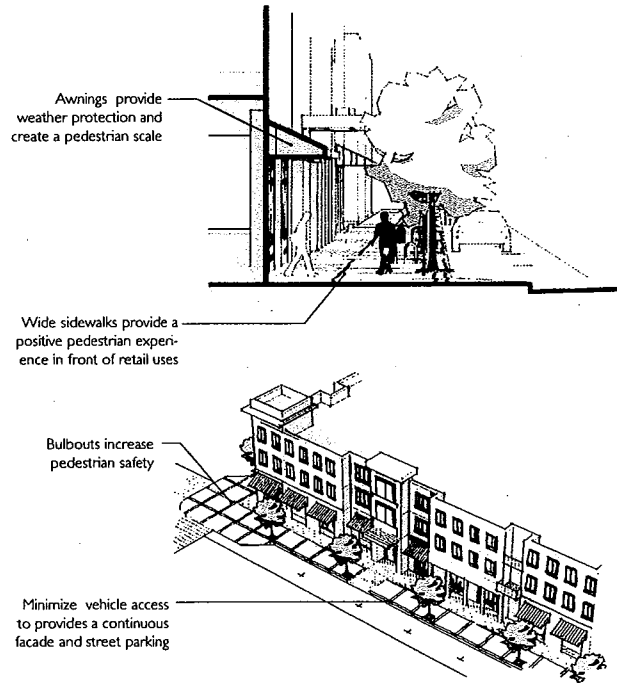 Awnings provide
weather protection and
create a pedestrian scale
Wide sidewalks provide a
positive pedestrian experi-
ence in front of retail uses
Bulbouts increase
pedestrian safety
Minimize vehicle access
to provides a continuous
facade and street parking